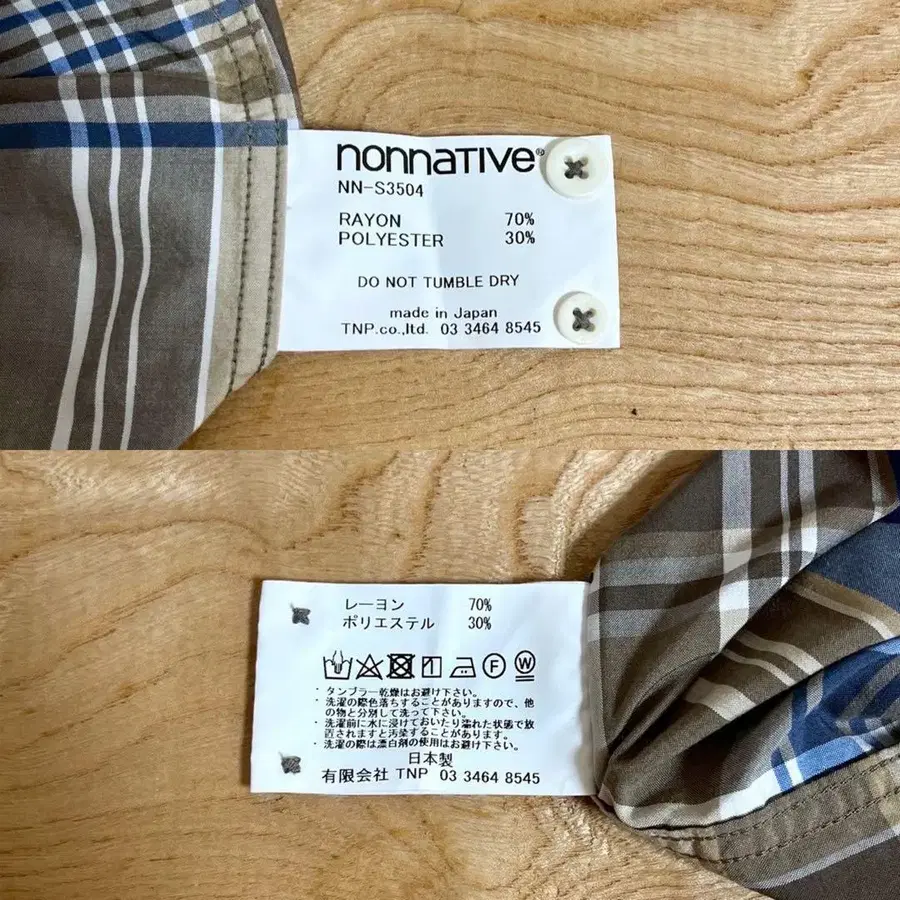 nonnative®
NN-S3504
RAYON 70%
POLYESTER 30%
DO NOT TUMBLE DRY
made in Japan
TNP.co.,ltd. 03 3464 8545
レーヨン 70%
ポリエステル 30%
F W
・タンブラー乾燥はお避け下さい。
・洗濯の際色落ちすることがありますので、他
の物と分別して洗って下さい。
・洗濯前に水に浸けておいたり濡れた状態で放
置されますと汚染することがあります。
・洗濯の際は漂白剤の使用はお避け下さい。
日本製
有限会社 TNP 03 3464 8545